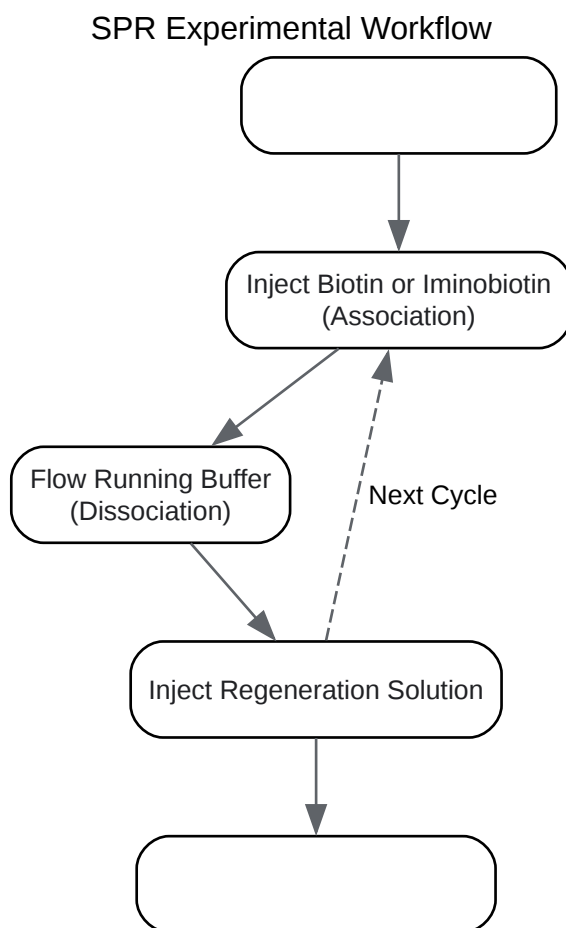 SPR Experimental Workflow
Inject Biotin or Iminobiotin
(Association)
Flow Running Buffer
(Dissociation)
Next Cycle
Inject Regeneration Solution